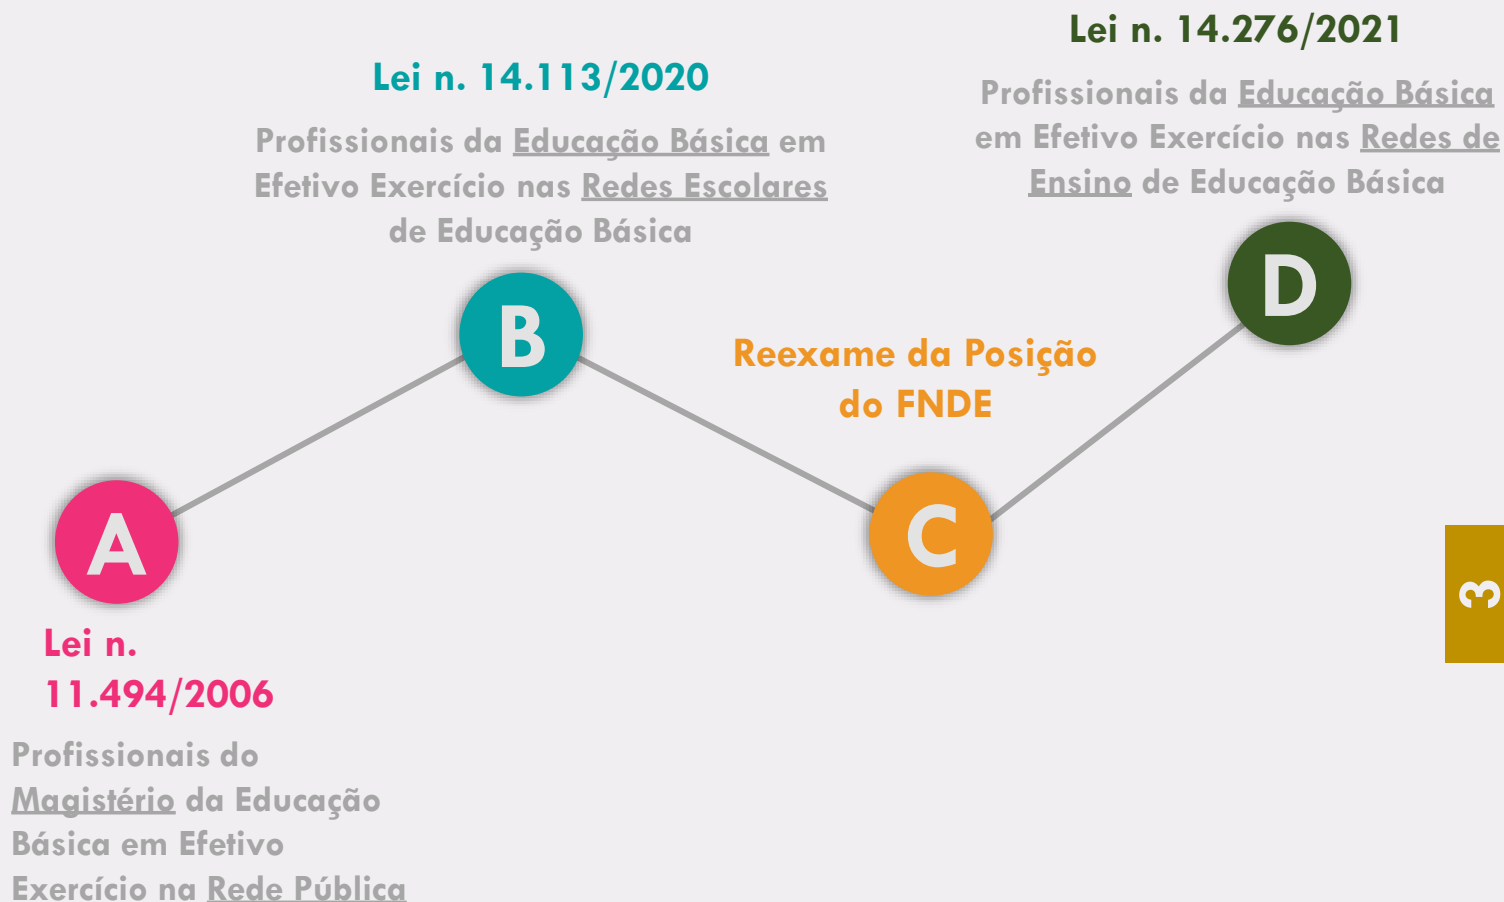 Lei n. 14.276/2021
Profissionais da Educação Básica
em Efetivo Exercício nas Redes de
Ensino de Educação Básica
D
Lei n. 14.113/2020
Profissionais da Educação Básica em
Efetivo Exercício nas Redes Escolares
de Educação Básica
B
Reexame da Posição
do FNDE
C
A
Lei n.
11.494/2006
Profissionais do
Magistério da Educação
Básica em Efetivo
Exercício na Rede Pública
3